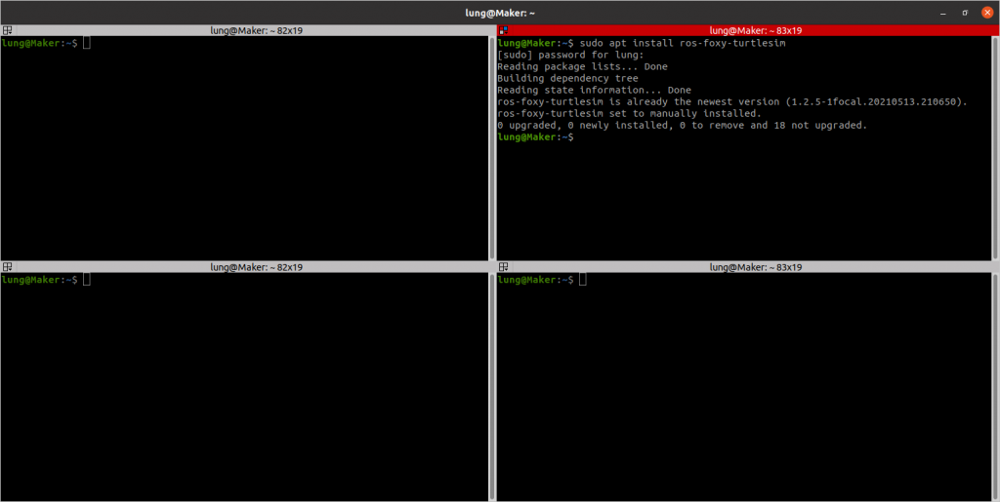 lung@Maker: ~
lung@Maker: ~ 82x19
lung@Maker:~$
lung@Maker: ~ 83x19
lung@Maker:~$ sudo apt install ros-foxy-turtlesim
[sudo] password for lung:
Reading package lists... Done
Building dependency tree
Reading state information... Done
ros-foxy-turtlesim is already the newest version (1.2.5-1focal.20210513.210650).
ros-foxy-turtlesim set to manually installed.
0 upgraded, 0 newly installed, 0 to remove and 18 not upgraded.
lung@Maker:~$
lung@Maker: ~ 82x19
lung@Maker:~$
lung@Maker: ~ 83x19
lung@Maker:~$